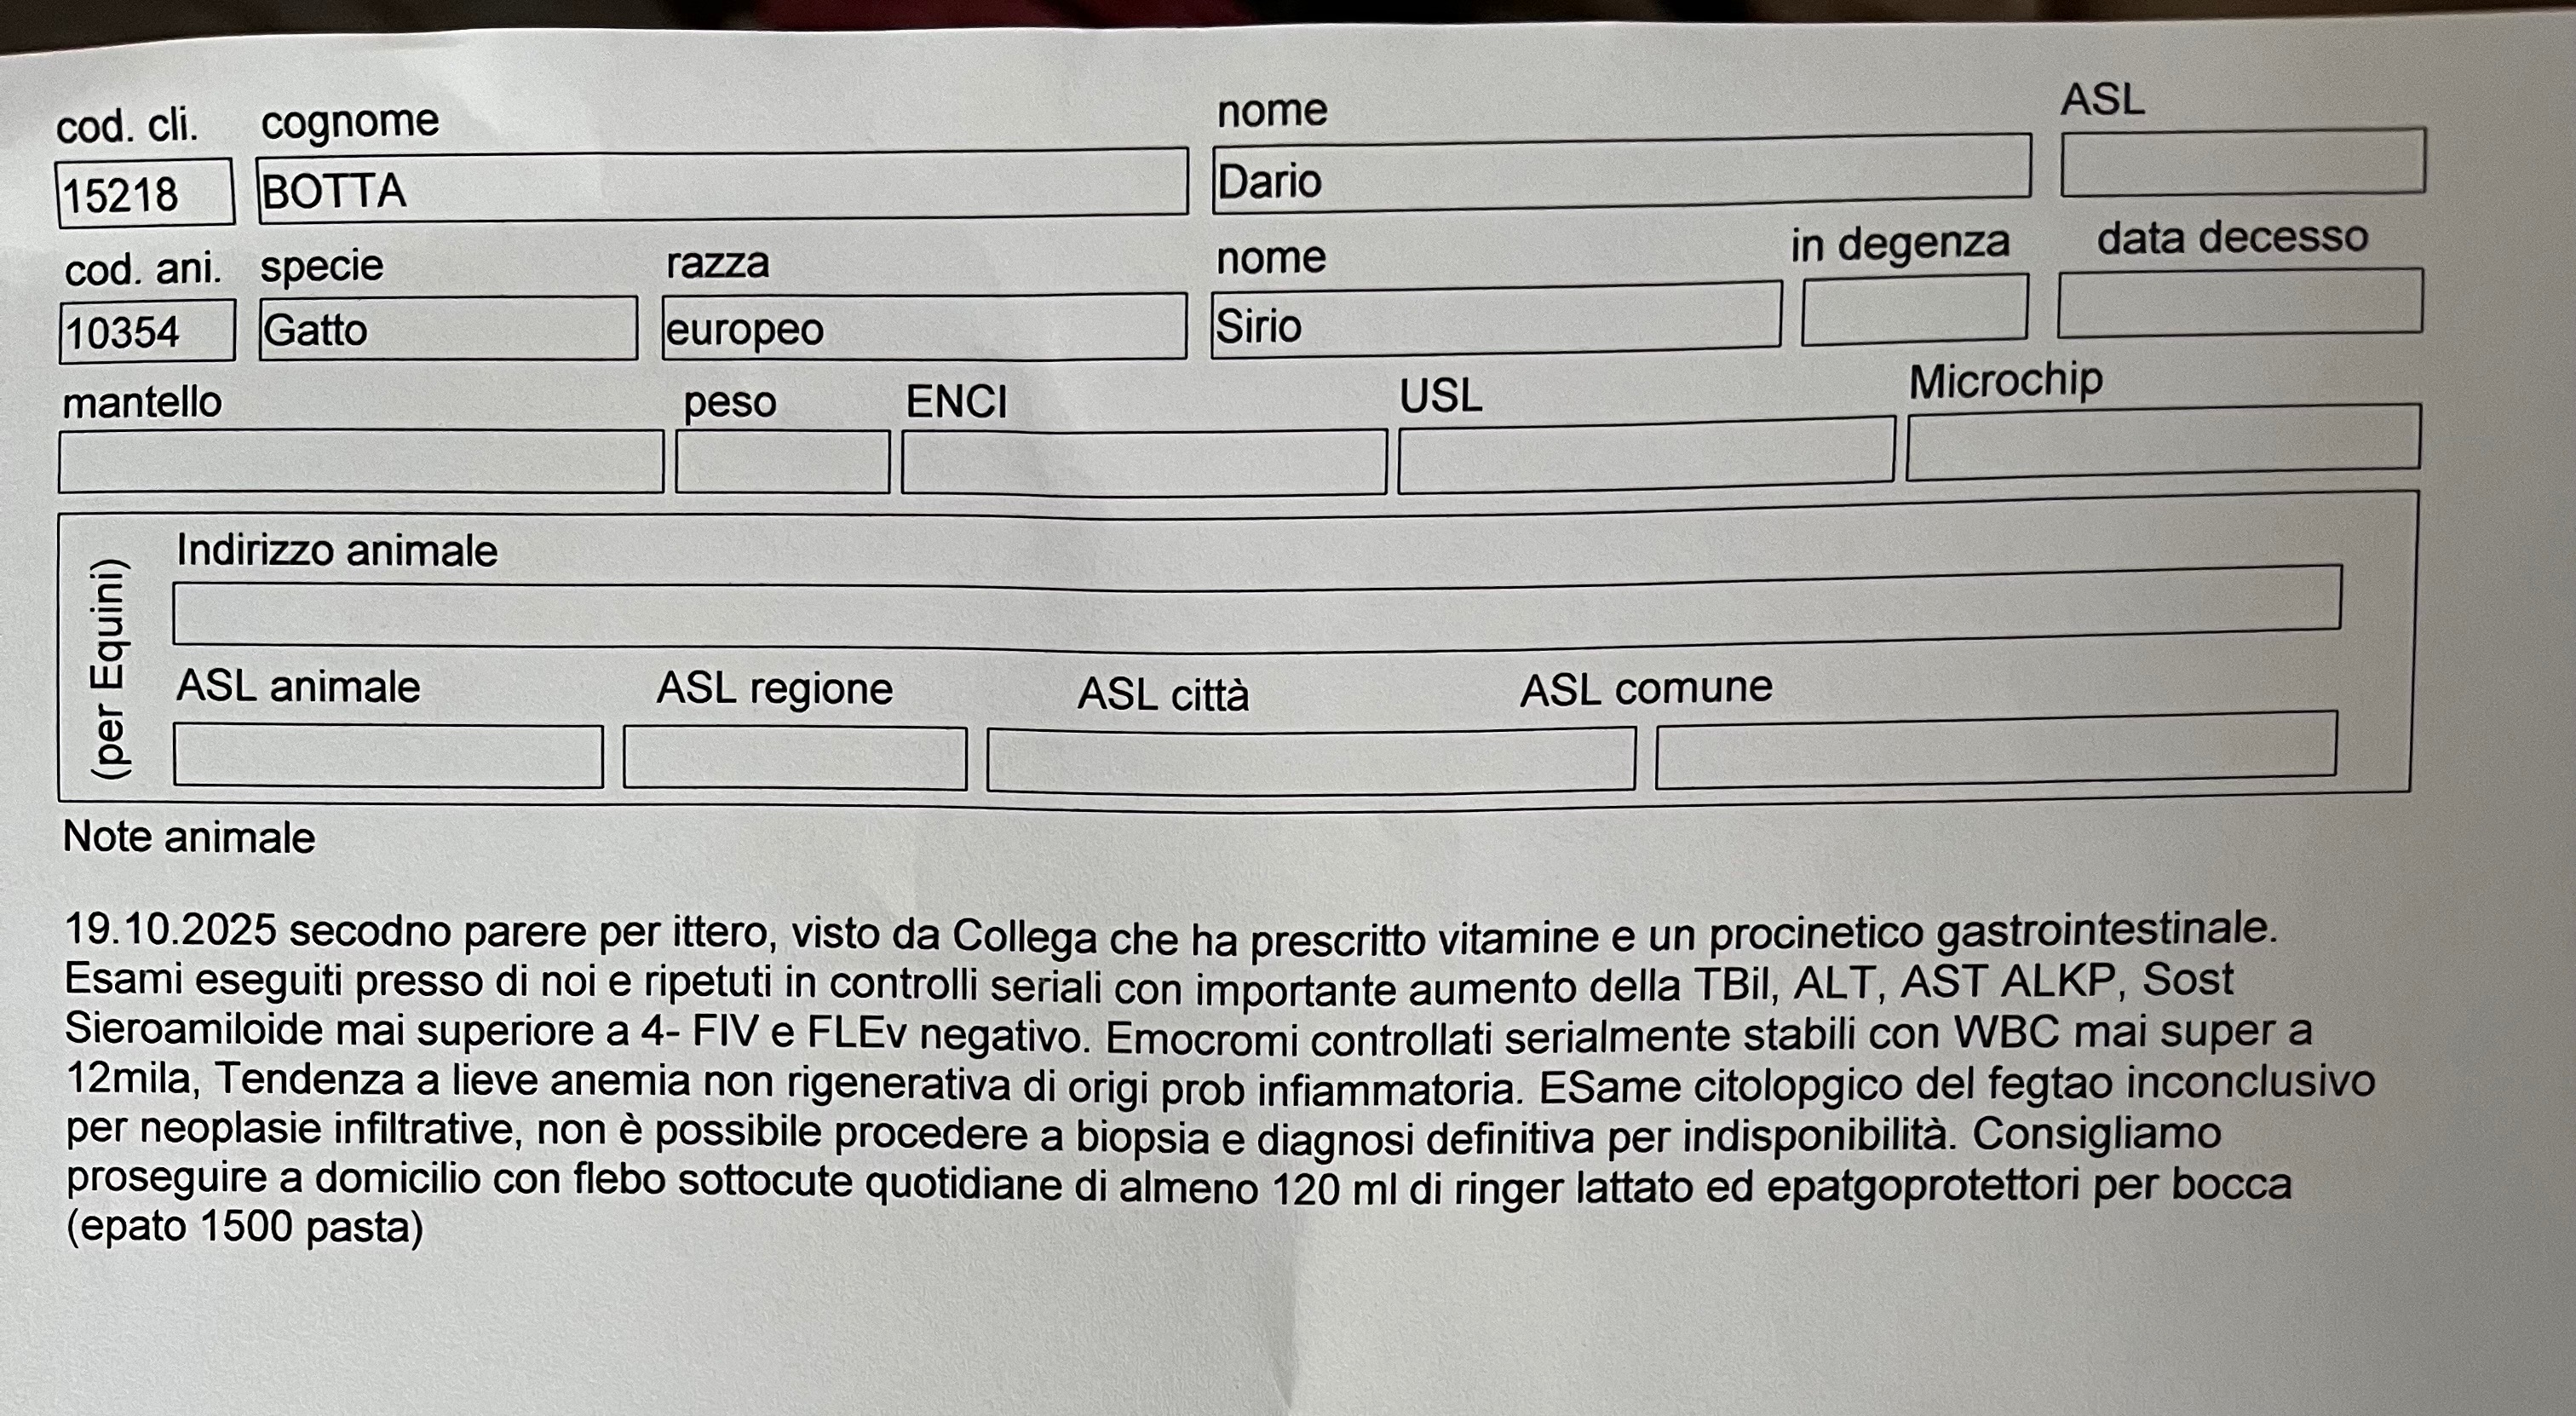 cod. cli. cognome nome ASL
15218 BOTTA Dario
cod. ani. specie razza nome in degenza data decesso
10354 Gatto europeo Sirio
mantello peso ENCI USL Microchip
(per Equini)
Indirizzo animale
ASL animale ASL regione ASL città ASL comune
Note animale
19.10.2025 secodno parere per ittero, visto da Collega che ha prescritto vitamine e un procinetico gastrointestinale.
Esami eseguiti presso di noi e ripetuti in controlli seriali con importante aumento della TBil, ALT, AST ALKP, Sost
Sieroamiloide mai superiore a 4- FIV e FLEv negativo. Emocromi controllati serialmente stabili con WBC mai super a
12mila, Tendenza a lieve anemia non rigenerativa di origi prob infiammatoria. ESame citolopgico del fegtao inconclusivo
per neoplasie infiltrative, non è possibile procedere a biopsia e diagnosi definitiva per indisponibilità. Consigliamo
proseguire a domicilio con flebo sottocute quotidiane di almeno 120 ml di ringer lattato ed epatgoprotettori per bocca
(epato 1500 pasta)